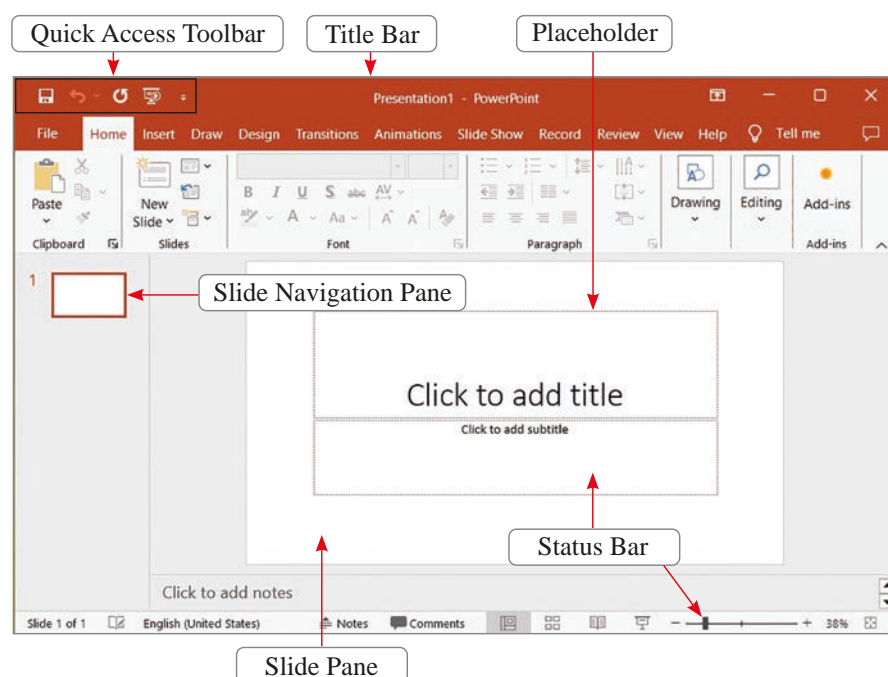 Quick Access Toolbar Title Bar Placeholder
Presentation1 - PowerPoint
File Home Insert Draw Design Transitions Animations Slide Show Record Review View Help Tell me
Paste New Slide B I U S abc AV Drawing Editing Add-ins
A Aa A A
Clipboard Slides Font Paragraph Add-ins
1
Slide Navigation Pane
Click to add title
Click to add subtitle
Status Bar
Click to add notes
Slide 1 of 1 English (United States) Notes Comments - + 38%
Slide Pane